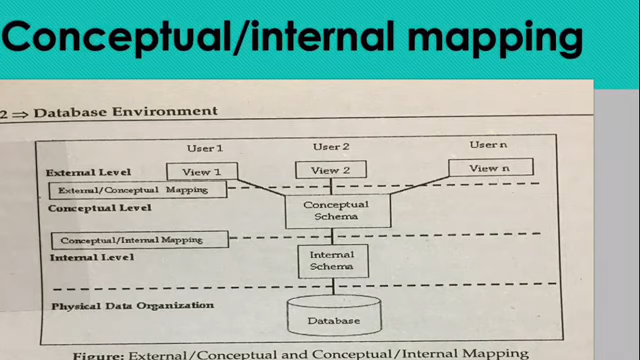 Conceptual/internal mapping
2 ⇒ Database Environment
User 1 User 2 User n
External Level View 1 View 2 View n
External/Conceptual Mapping
Conceptual Level Conceptual
Schema
Conceptual/Internal Mapping
Internal Level Internal
Schema
Physical Data Organization
Database
Figure: External/Conceptual and Conceptual/Internal Mapping